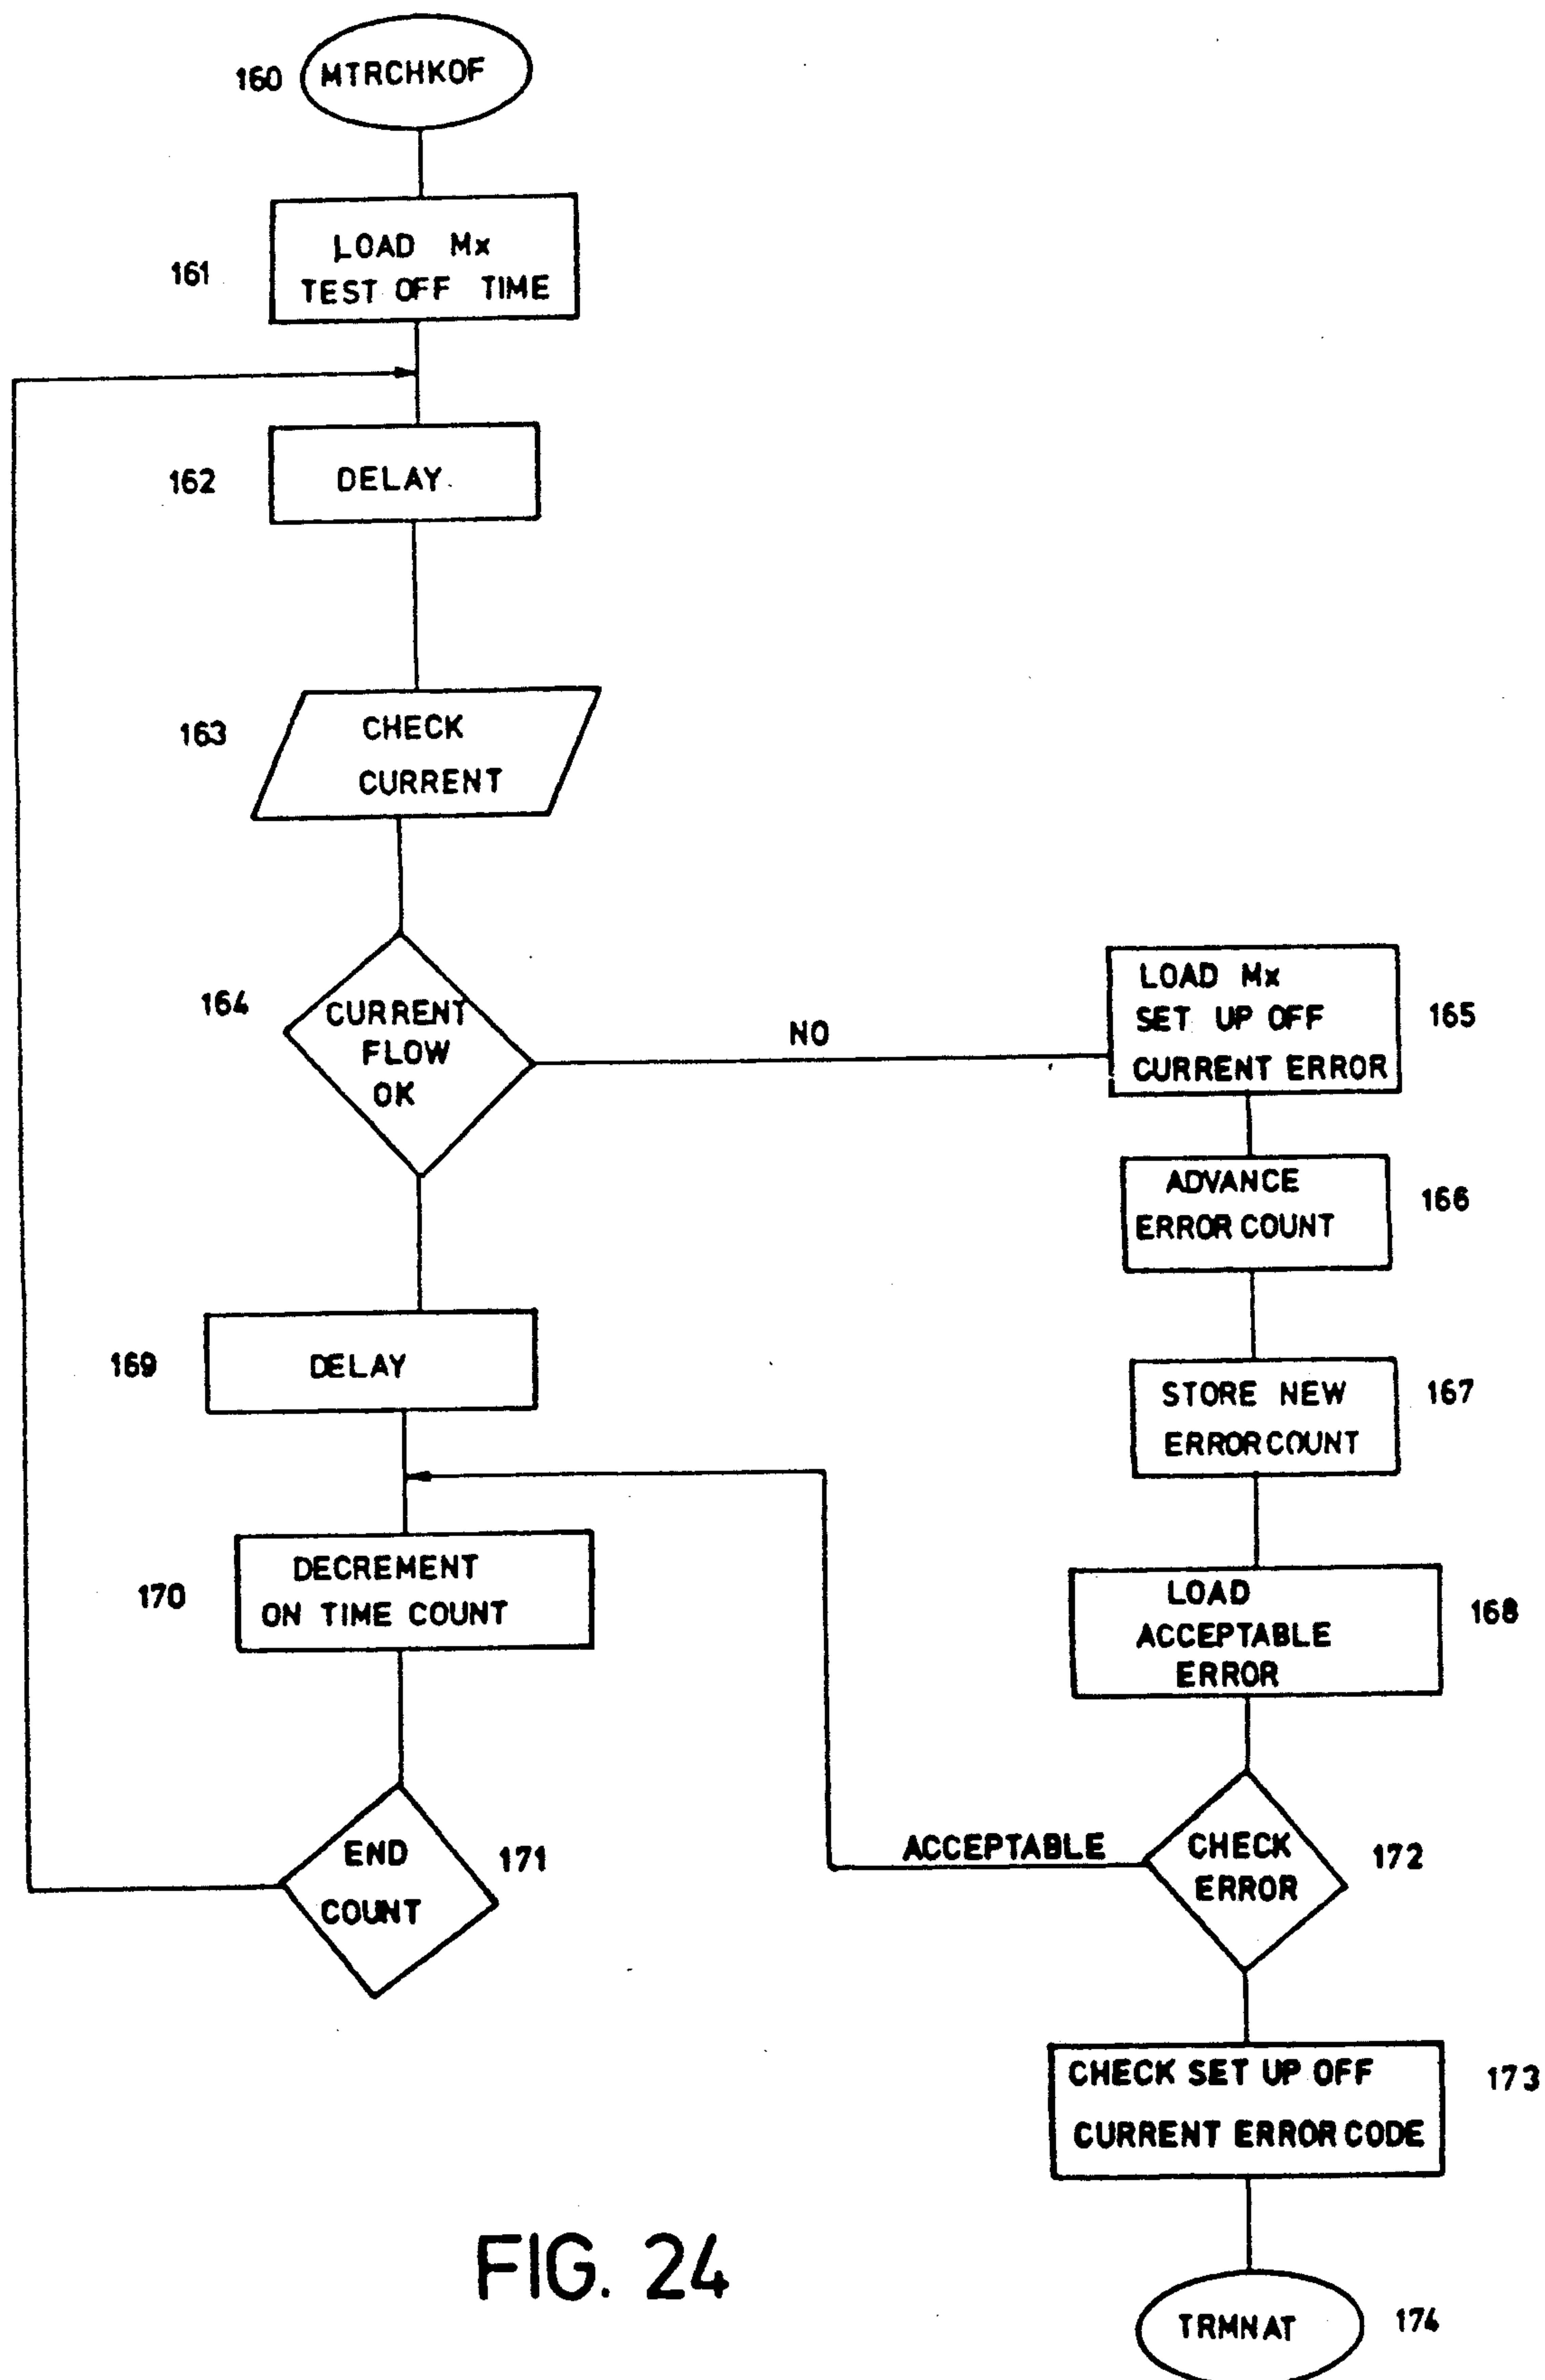 160 MTRCHKOF
161
LOAD Mx
TEST OFF TIME
162 DELAY
163
CHECK
CURRENT
164
CURRENT
FLOW
OK
NO
LOAD Mx
SET UP OFF
CURRENT ERROR
165
ADVANCE
ERROR COUNT
166
STORE NEW
ERROR COUNT
167
LOAD
ACCEPTABLE
ERROR
168
169 DELAY
170
DECREMENT
ON TIME COUNT
END
COUNT
171
ACCEPTABLE
CHECK
ERROR
172
CHECK SET UP OFF
CURRENT ERROR CODE
173
TRMNAT 174
FIG. 24